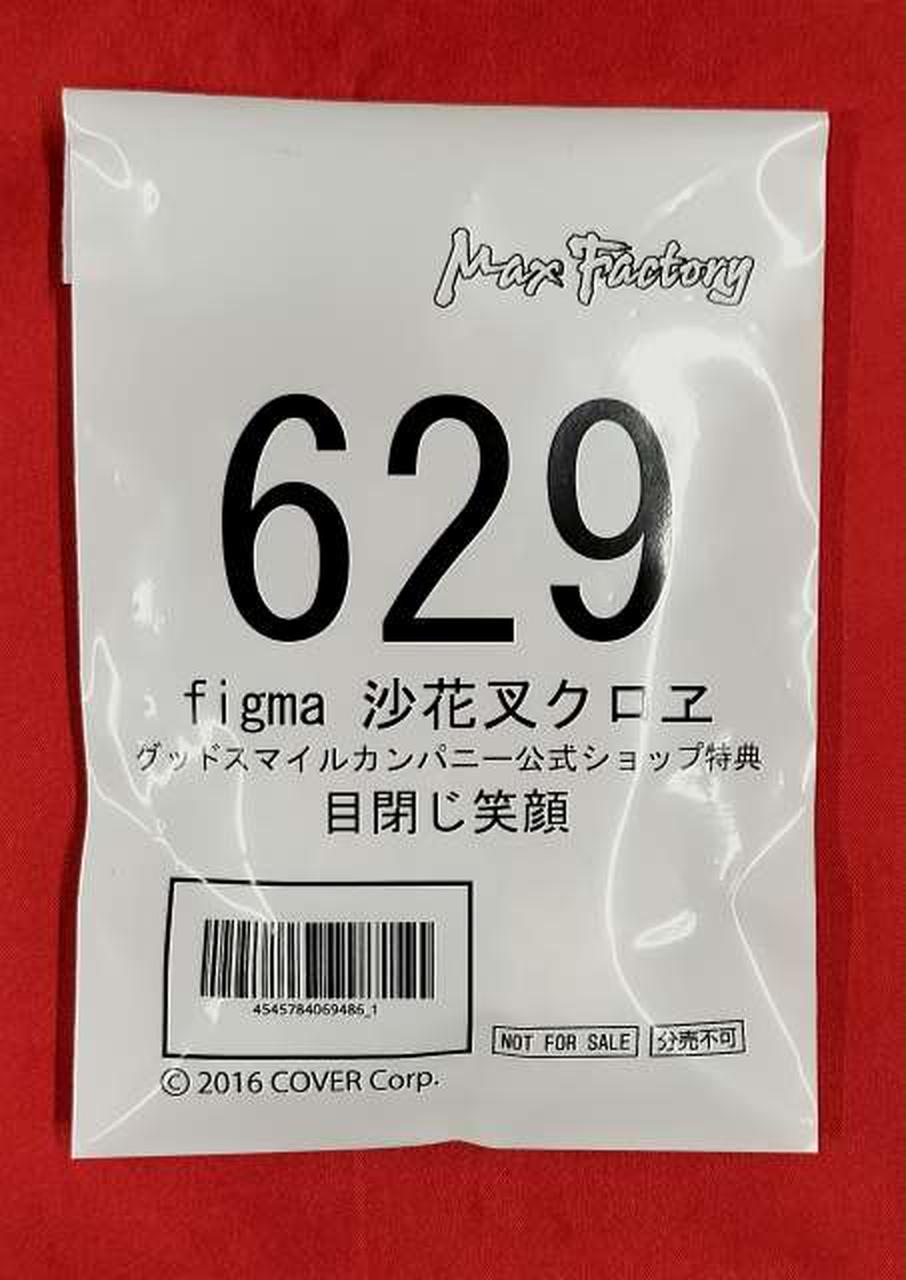 Max Factory
629
figma 沙花叉クロヱ
グッドスマイルカンパニー公式ショップ特典
目閉じ笑顔
4545784069486_1
NOT FOR SALE 分売不可
© 2016 COVER Corp.